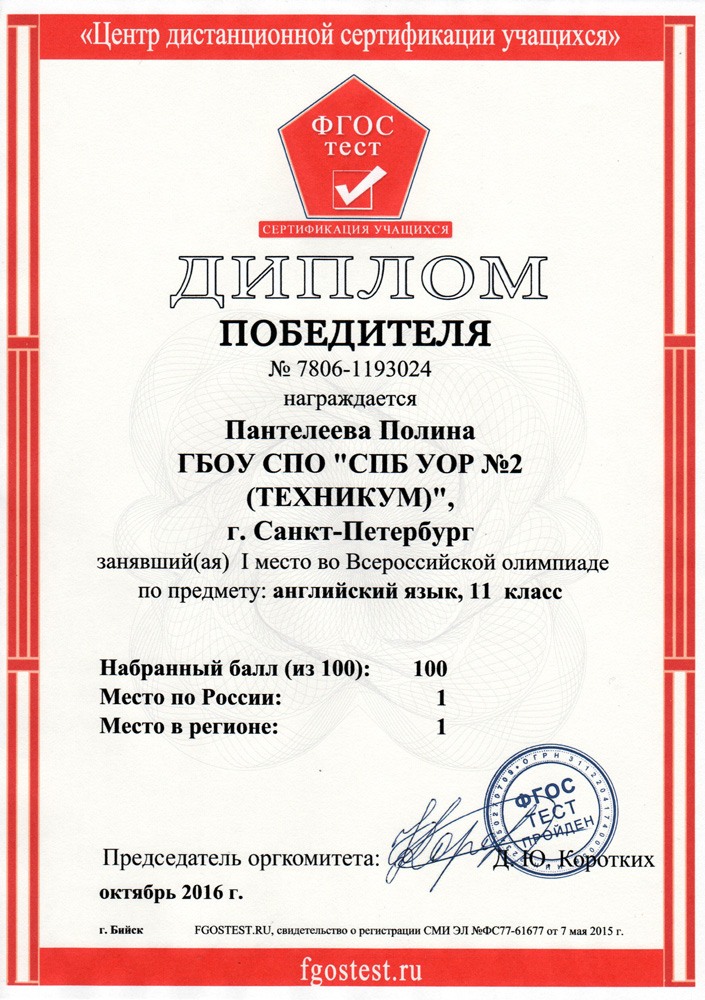 «Центр дистанционной сертификации учащихся»
ФГОС
тест
СЕРТИФИКАЦИЯ УЧАЩИХСЯ
ДИПЛОМ
ПОБЕДИТЕЛЯ
№ 7806-1193024
награждается
Пантелеева Полина
ГБОУ СПО "СПБ УОР №2
(ТЕХНИКУМ)",
г. Санкт-Петербург
занявший(ая) I место во Всероссийской олимпиаде
по предмету: английский язык, 11 класс
Набранный балл (из 100): 100
Место по России: 1
Место в регионе: 1
ФГОС
ТЕСТ
ПРОЙДЕН
Председатель оргкомитета: Д. Ю. Коротких
октябрь 2016 г.
г. Бийск FGOSTEST.RU, свидетельство о регистрации СМИ ЭЛ №ФС77-61677 от 7 мая 2015 г.
fgostest.ru